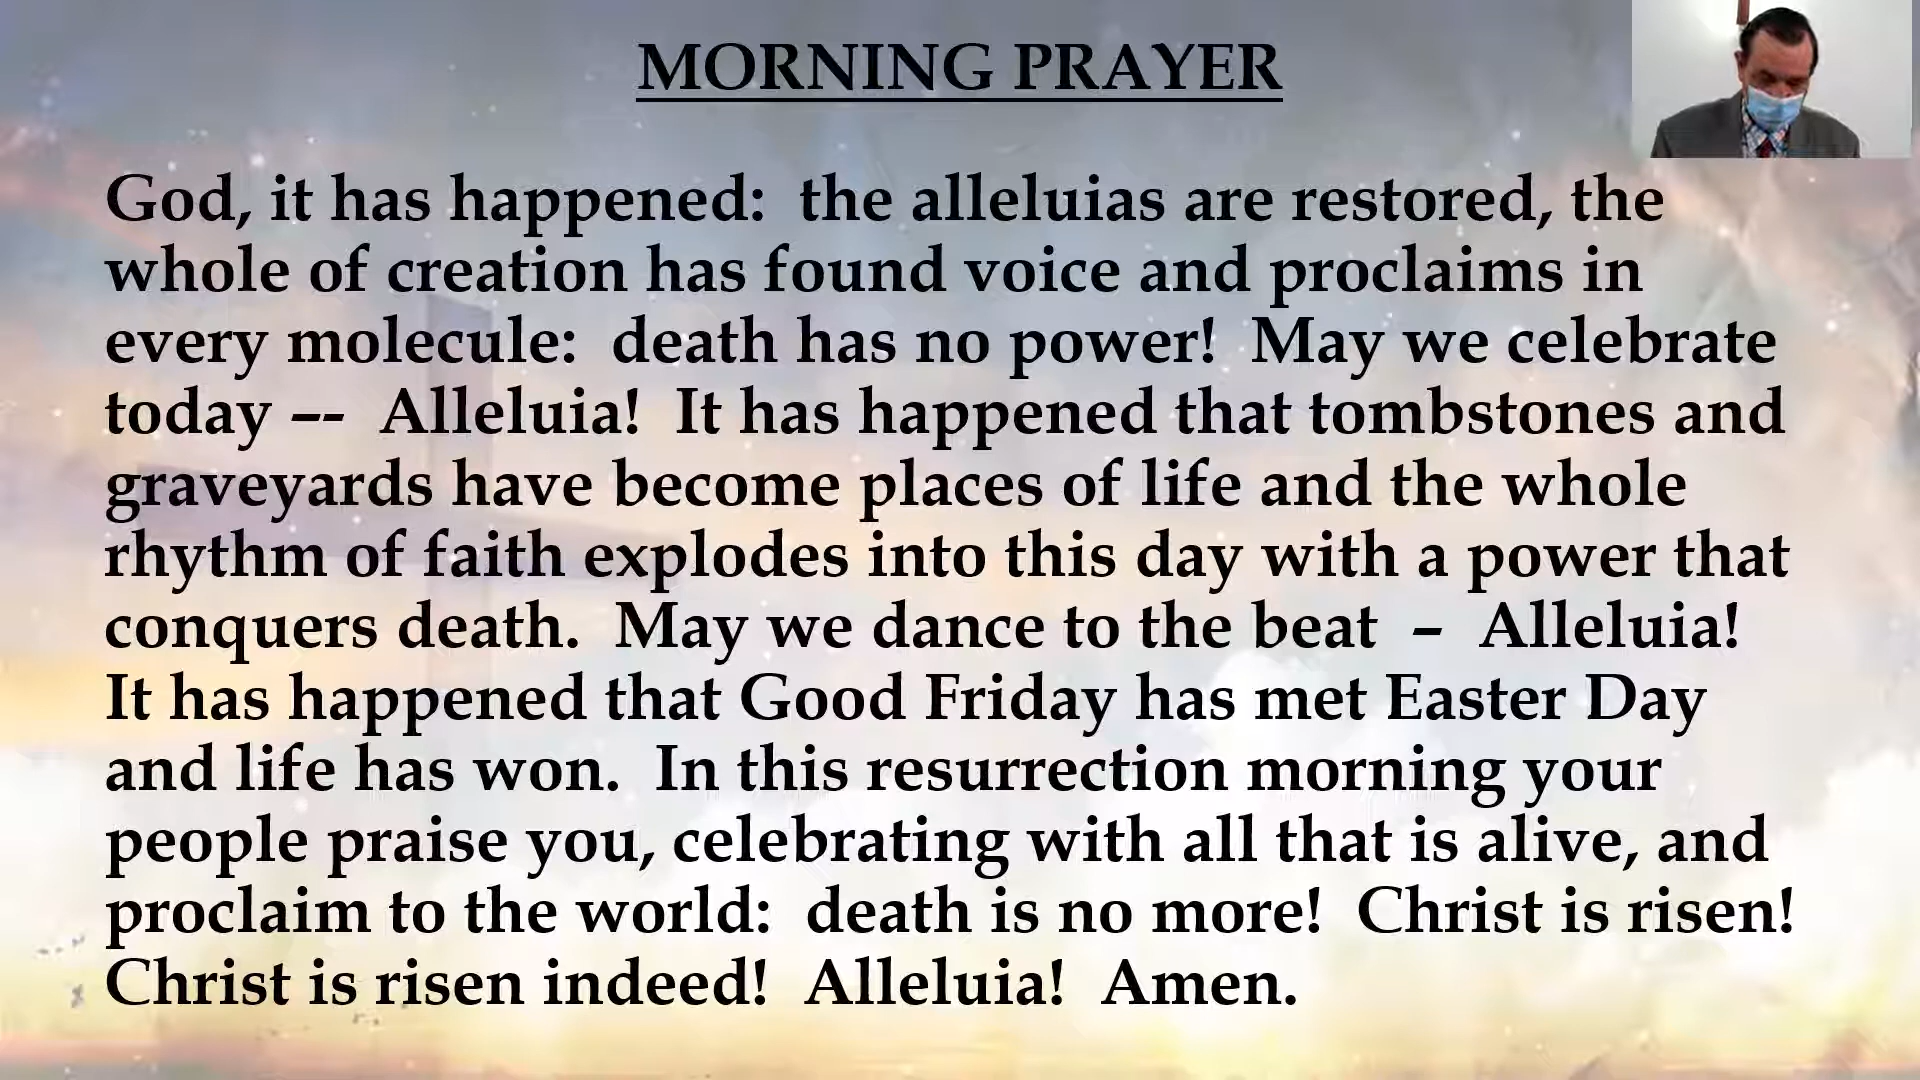 MORNING PRAYER
God, it has happened:  the alleluias are restored, the
whole of creation has found voice and proclaims in
every molecule:  death has no power!  May we celebrate
today --  Alleluia!  It has happened that tombstones and
graveyards have become places of life and the whole
rhythm of faith explodes into this day with a power that
conquers death.  May we dance to the beat  –  Alleluia!
It has happened that Good Friday has met Easter Day
and life has won.  In this resurrection morning your
people praise you, celebrating with all that is alive, and
proclaim to the world:  death is no more!  Christ is risen!
Christ is risen indeed!  Alleluia!  Amen.